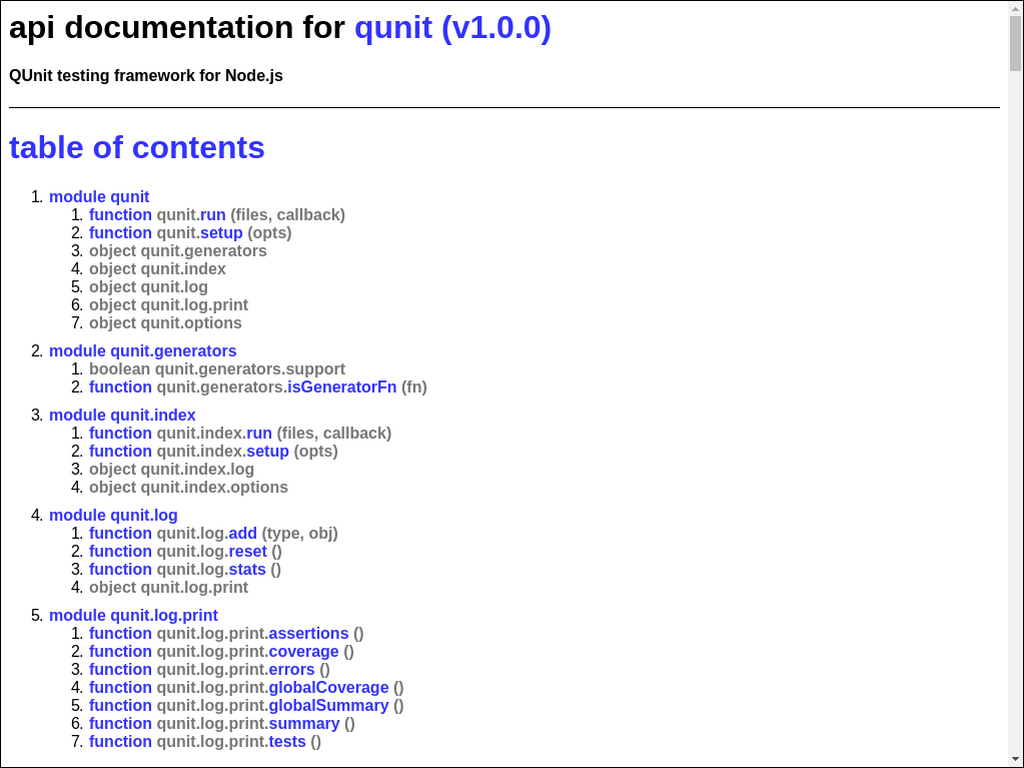 api documentation for qunit (v1.0.0)
QUnit testing framework for Node.js
table of contents
1. module qunit
1. function qunit.run (files, callback)
2. function qunit.setup (opts)
3. object qunit.generators
4. object qunit.index
5. object qunit.log
6. object qunit.log.print
7. object qunit.options
2. module qunit.generators
1. boolean qunit.generators.support
2. function qunit.generators.isGeneratorFn (fn)
3. module qunit.index
1. function qunit.index.run (files, callback)
2. function qunit.index.setup (opts)
3. object qunit.index.log
4. object qunit.index.options
4. module qunit.log
1. function qunit.log.add (type, obj)
2. function qunit.log.reset ()
3. function qunit.log.stats ()
4. object qunit.log.print
5. module qunit.log.print
1. function qunit.log.print.assertions ()
2. function qunit.log.print.coverage ()
3. function qunit.log.print.errors ()
4. function qunit.log.print.globalCoverage ()
5. function qunit.log.print.globalSummary ()
6. function qunit.log.print.summary ()
7. function qunit.log.print.tests ()